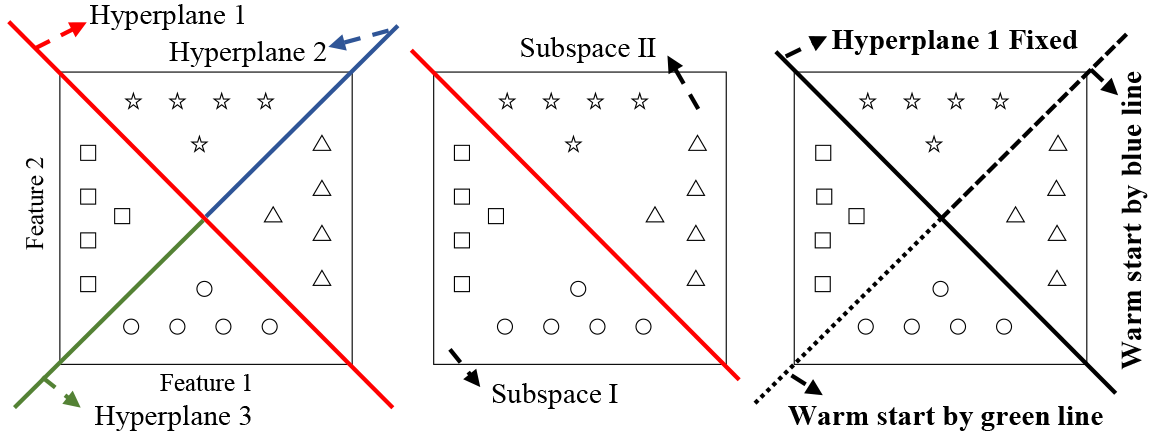 Hyperplane 1
Hyperplane 2
Feature 2
Feature 1
Hyperplane 3
Subspace II
Subspace I
Hyperplane 1 Fixed
Warm start by blue line
Warm start by green line